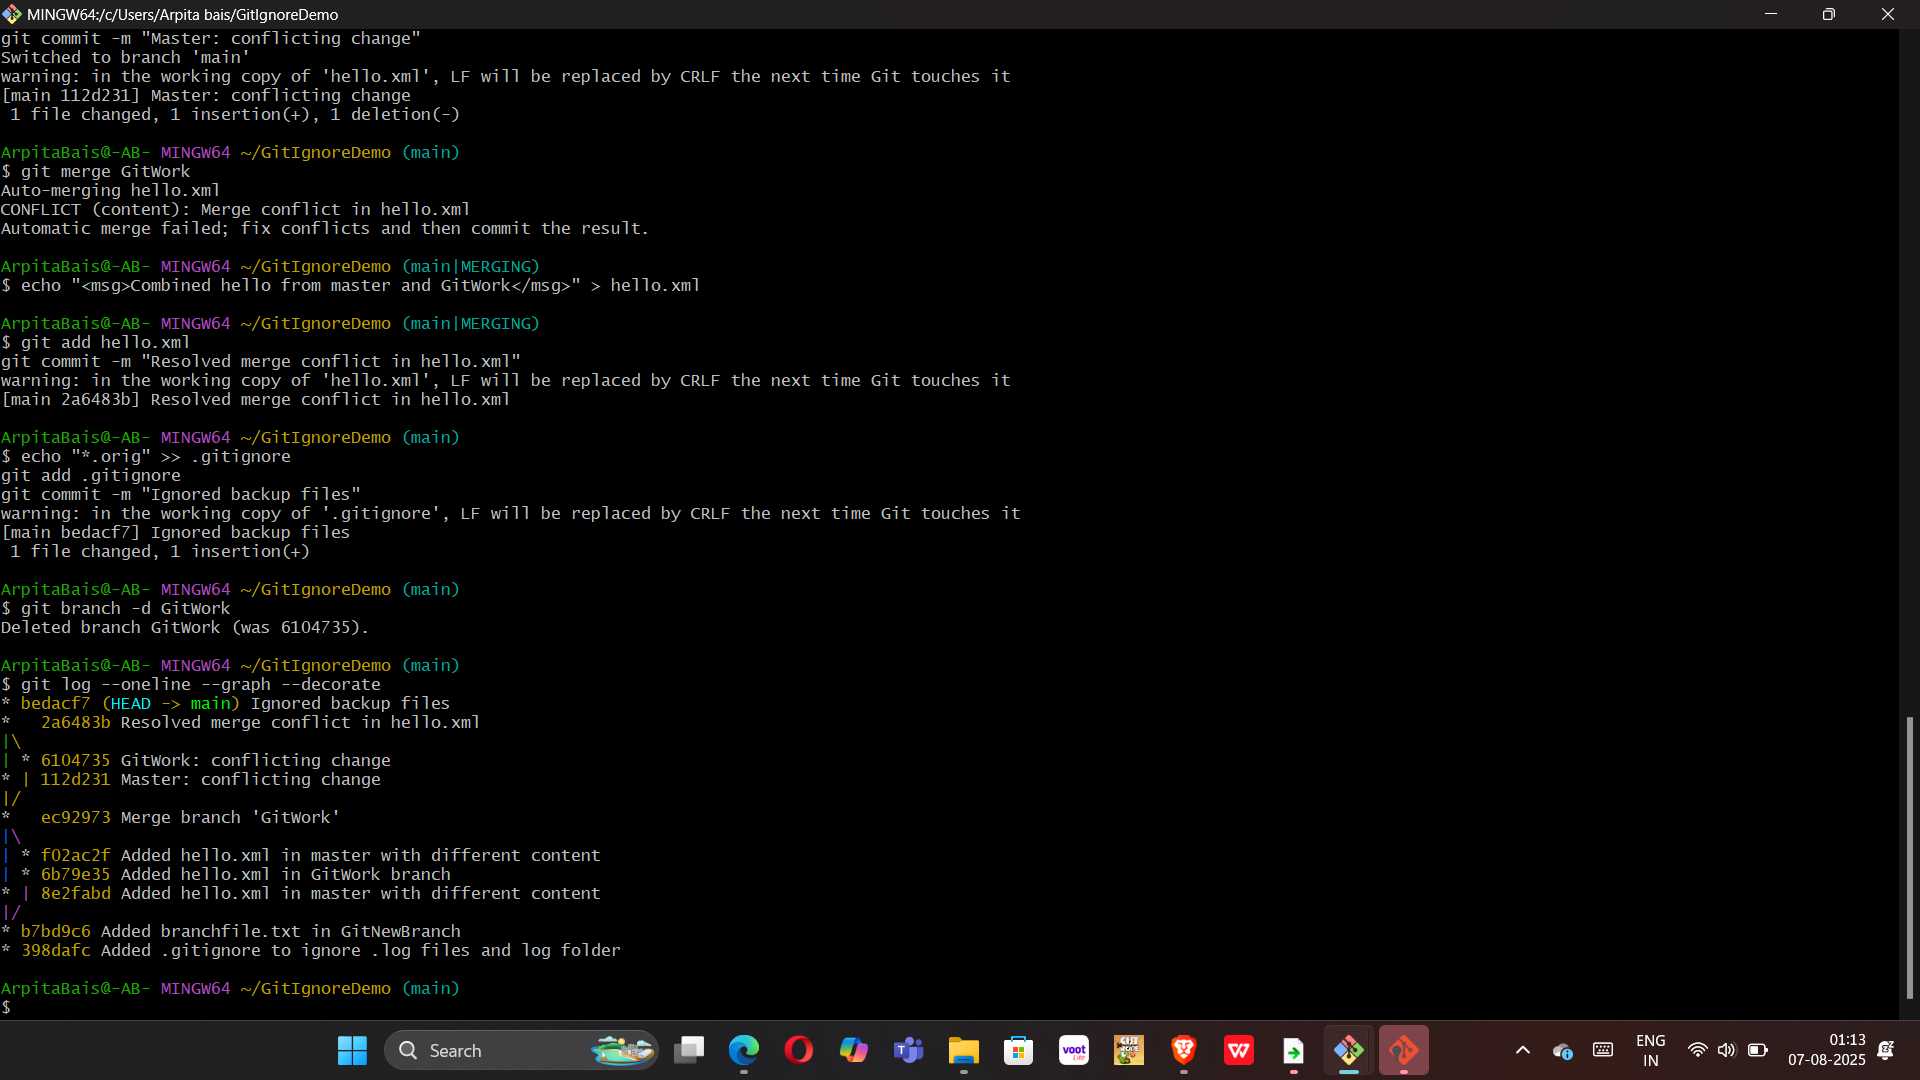 MINGW64:/c/Users/Arpita bais/GitIgnoreDemo
git commit -m "Master: conflicting change"
Switched to branch 'main'
warning: in the working copy of 'hello.xml', LF will be replaced by CRLF the next time Git touches it
[main 112d231] Master: conflicting change
 1 file changed, 1 insertion(+), 1 deletion(-)
ArpitaBais@-AB- MINGW64 ~/GitIgnoreDemo (main)
$ git merge GitWork
Auto-merging hello.xml
CONFLICT (content): Merge conflict in hello.xml
Automatic merge failed; fix conflicts and then commit the result.
ArpitaBais@-AB- MINGW64 ~/GitIgnoreDemo (main|MERGING)
$ echo "<msg>Combined hello from master and GitWork</msg>" > hello.xml
ArpitaBais@-AB- MINGW64 ~/GitIgnoreDemo (main|MERGING)
$ git add hello.xml
git commit -m "Resolved merge conflict in hello.xml"
warning: in the working copy of 'hello.xml', LF will be replaced by CRLF the next time Git touches it
[main 2a6483b] Resolved merge conflict in hello.xml
ArpitaBais@-AB- MINGW64 ~/GitIgnoreDemo (main)
$ echo "*.orig" >> .gitignore
git add .gitignore
git commit -m "Ignored backup files"
warning: in the working copy of '.gitignore', LF will be replaced by CRLF the next time Git touches it
[main bedacf7] Ignored backup files
 1 file changed, 1 insertion(+)
ArpitaBais@-AB- MINGW64 ~/GitIgnoreDemo (main)
$ git branch -d GitWork
Deleted branch GitWork (was 6104735).
ArpitaBais@-AB- MINGW64 ~/GitIgnoreDemo (main)
$ git log --oneline --graph --decorate
* bedacf7 (HEAD -> main) Ignored backup files
*   2a6483b Resolved merge conflict in hello.xml
|\
| * 6104735 GitWork: conflicting change
* | 112d231 Master: conflicting change
|/
*   ec92973 Merge branch 'GitWork'
|\
| * f02ac2f Added hello.xml in master with different content
| * 6b79e35 Added hello.xml in GitWork branch
* | 8e2fabd Added hello.xml in master with different content
|/
* b7bd9c6 Added branchfile.txt in GitNewBranch
* 398dafc Added .gitignore to ignore .log files and log folder
ArpitaBais@-AB- MINGW64 ~/GitIgnoreDemo (main)
$
Search
voot
ENG
IN
01:13
07-08-2025